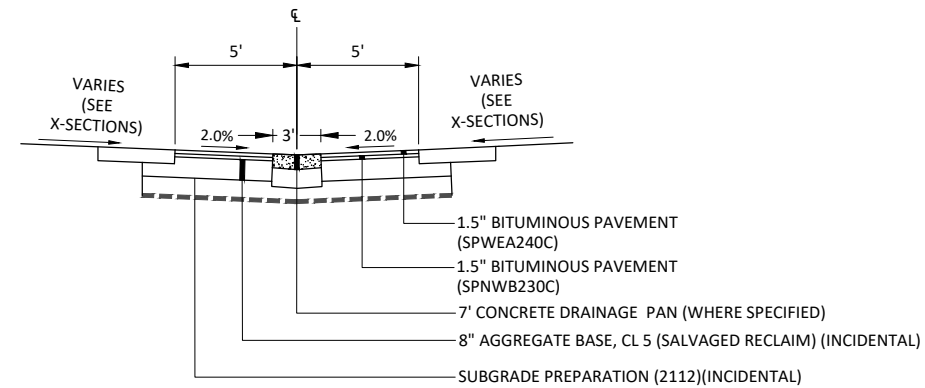 ℄
5' 5'
VARIES
(SEE
X-SECTIONS)
VARIES
(SEE
X-SECTIONS)
2.0% 3' 2.0%
1.5" BITUMINOUS PAVEMENT
(SPWEA240C)
1.5" BITUMINOUS PAVEMENT
(SPNWB230C)
7' CONCRETE DRAINAGE PAN (WHERE SPECIFIED)
8" AGGREGATE BASE, CL 5 (SALVAGED RECLAIM) (INCIDENTAL)
SUBGRADE PREPARATION (2112)(INCIDENTAL)